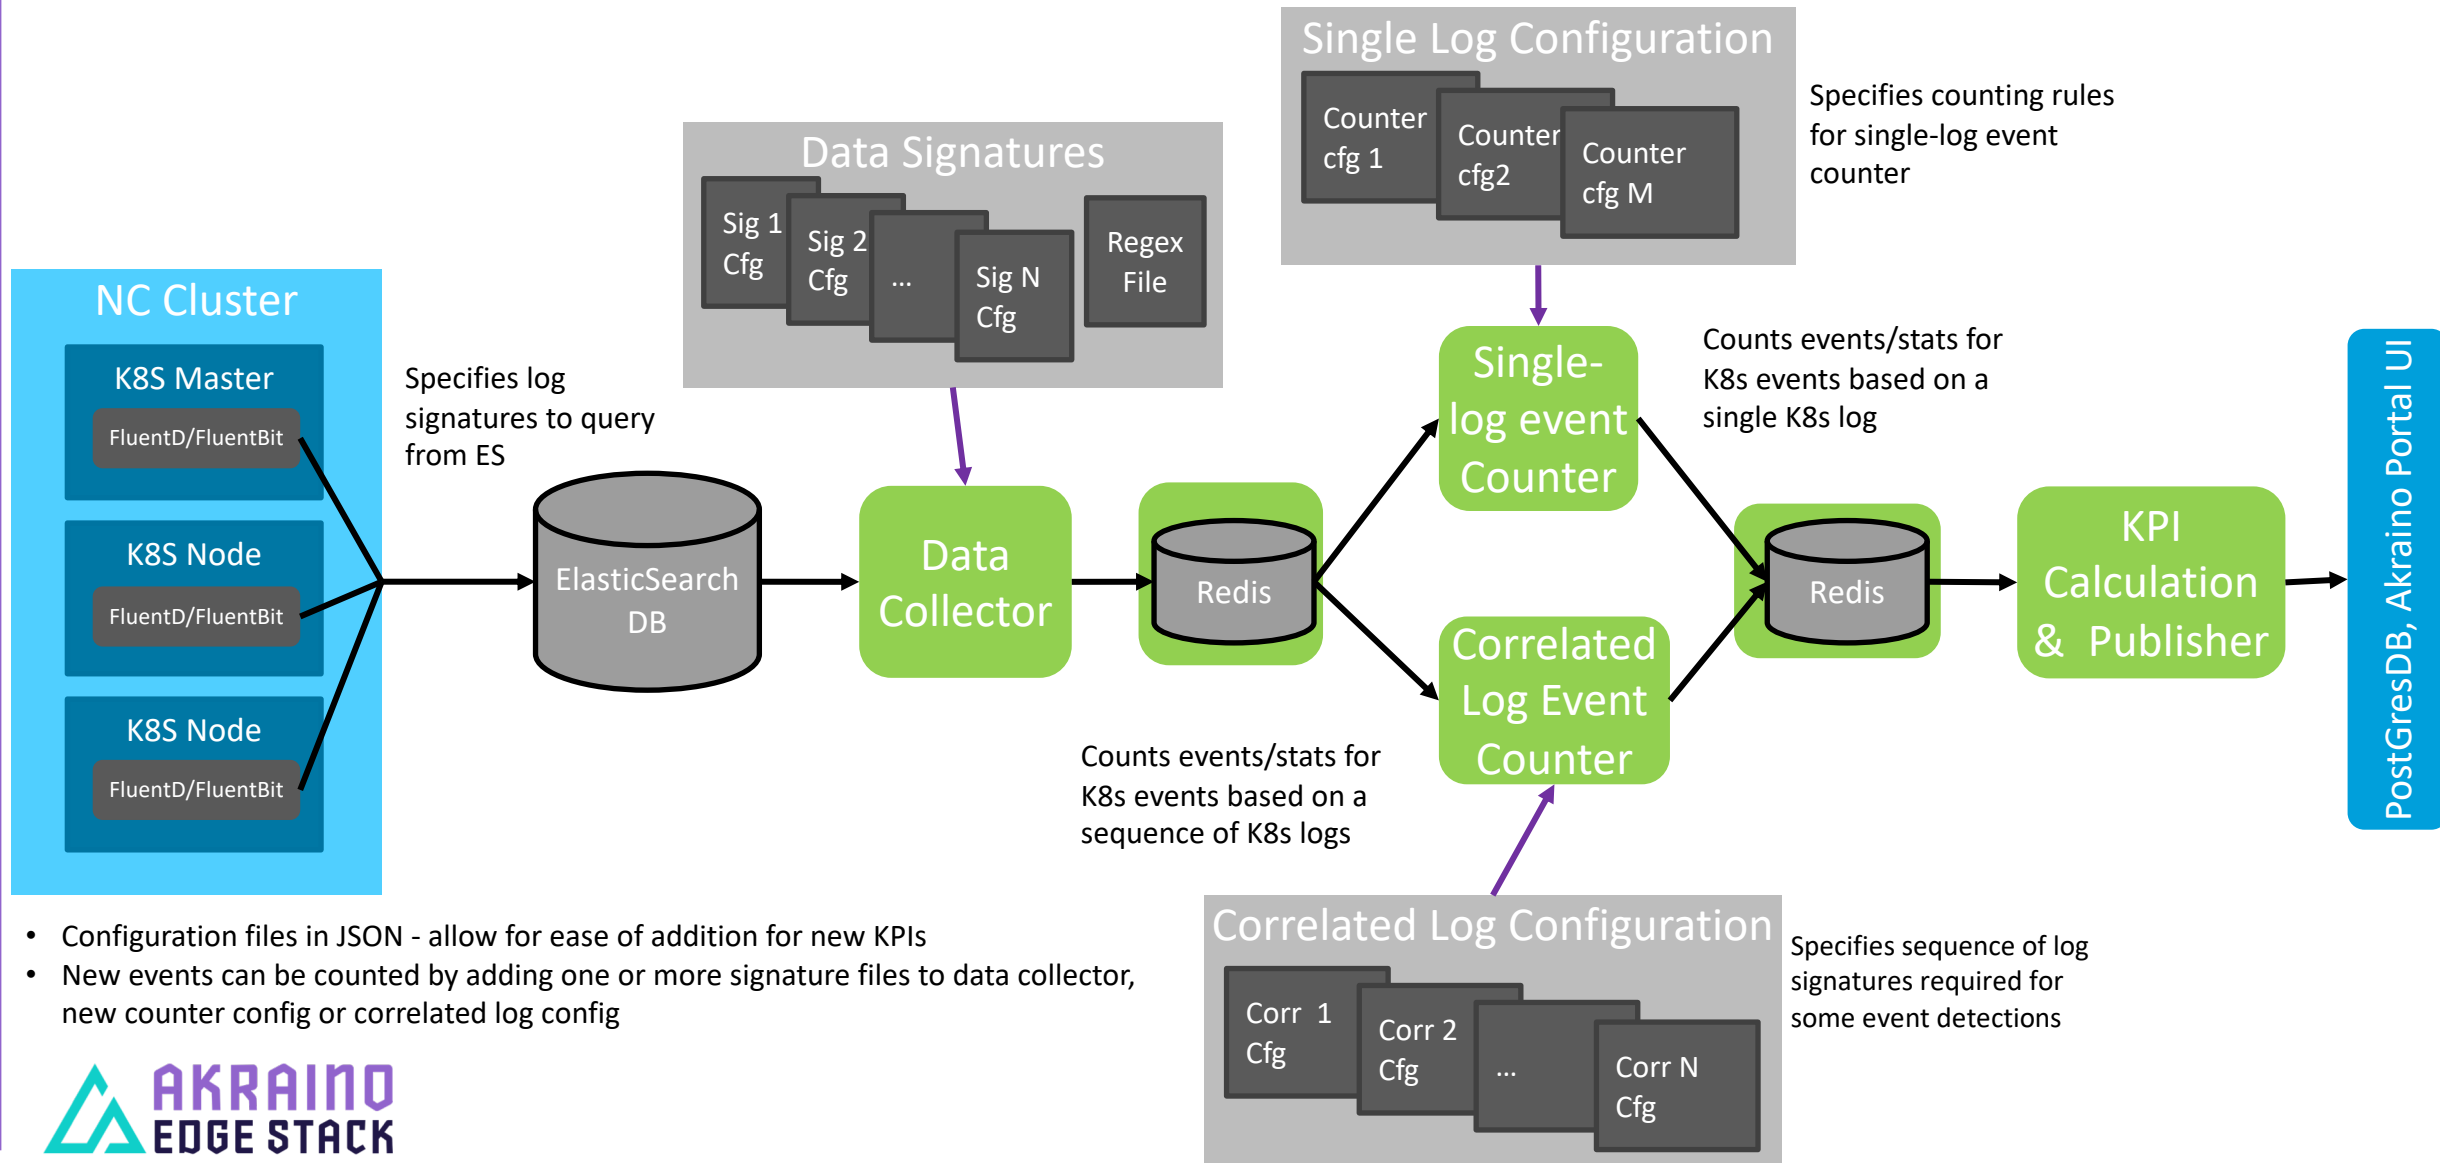 Single Log Configuration
Counter
cfg 1
Counter
cfg2
Counter
cfg M
Specifies counting rules
for single-log event
counter
Data Signatures
Sig 1
Cfg
Sig 2
Cfg
...
Sig N
Cfg
Regex
File
NC Cluster
K8S Master
FluentD/FluentBit
K8S Node
FluentD/FluentBit
K8S Node
FluentD/FluentBit
Specifies log
signatures to query
from ES
ElasticSearch
DB
Data
Collector
Redis
Single-
log event
Counter
Counts events/stats for
K8s events based on a
single K8s log
Correlated
Log Event
Counter
Counts events/stats for
K8s events based on a
sequence of K8s logs
Redis
KPI
Calculation
& Publisher
PostGresDB, Akraino Portal UI
Correlated Log Configuration
Corr 1
Cfg
Corr 2
Cfg
...
Corr N
Cfg
Specifies sequence of log
signatures required for
some event detections
• Configuration files in JSON - allow for ease of addition for new KPIs
• New events can be counted by adding one or more signature files to data collector,
new counter config or correlated log config
AKRAINO
EDGE STACK